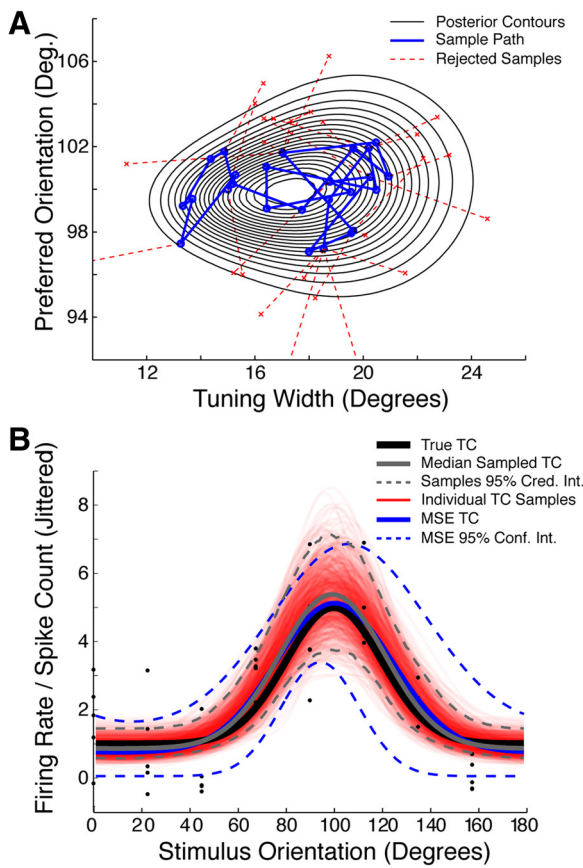 A
Preferred Orientation (Deg.)
106
102
98
94
Posterior Contours
Sample Path
Rejected Samples
12 16 20 24
Tuning Width (Degrees)
B
Firing Rate / Spike Count (Jittered)
8
6
4
2
0
True TC
Median Sampled TC
Samples 95% Cred. Int.
Individual TC Samples
MSE TC
MSE 95% Conf. Int.
0 20 40 60 80 100 120 140 160 180
Stimulus Orientation (Degrees)